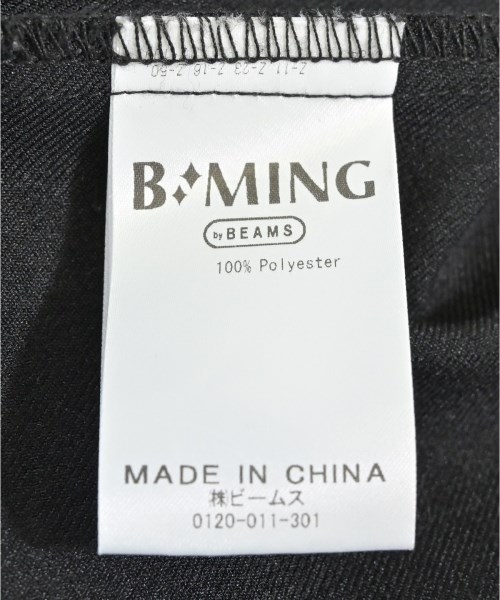 B MING
by BEAMS
100% Polyester
MADE IN CHINA
㈱ビームス
0120-011-301